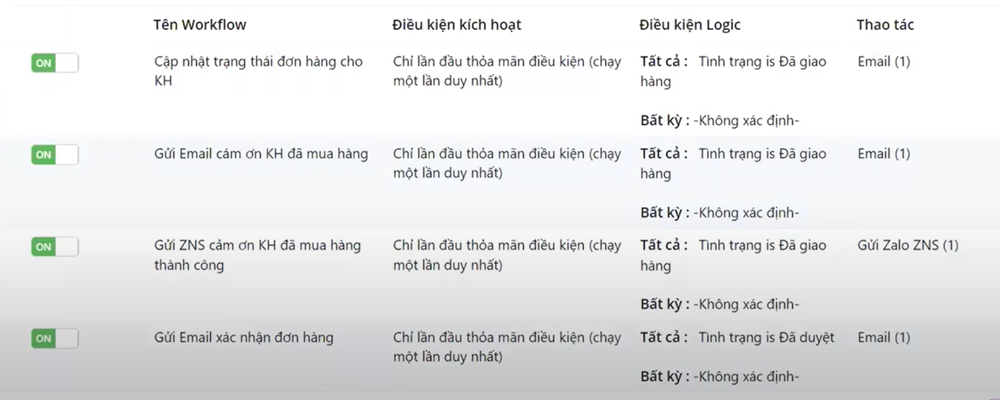 Tên Workflow Điều kiện kích hoạt Điều kiện Logic Thao tác
ON Cập nhật trạng thái đơn hàng cho Chỉ lần đầu thỏa mãn điều kiện (chạy Tất cả : Tình trạng is Đã giao Email (1)
KH một lần duy nhất) hàng
Bất kỳ : -Không xác định-
ON Gửi Email cám ơn KH đã mua hàng Chỉ lần đầu thỏa mãn điều kiện (chạy Tất cả : Tình trạng is Đã giao Email (1)
một lần duy nhất) hàng
Bất kỳ : -Không xác định-
ON Gửi ZNS cảm ơn KH đã mua hàng Chỉ lần đầu thỏa mãn điều kiện (chạy Tất cả : Tình trạng is Đã giao Gửi Zalo ZNS (1)
thành công một lần duy nhất) hàng
Bất kỳ : -Không xác định-
ON Gửi Email xác nhận đơn hàng Chỉ lần đầu thỏa mãn điều kiện (chạy Tất cả : Tình trạng is Đã duyệt Email (1)
một lần duy nhất)
Bất kỳ : -Không xác định-